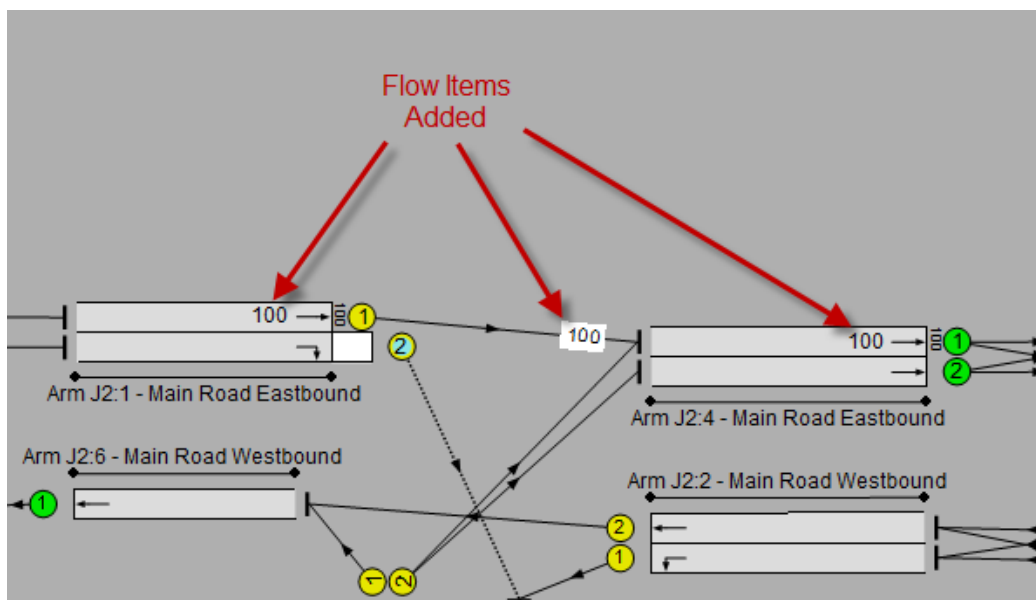 Flow Items
Added
100
100
1
100
100
100
1
2
2
Arm J2:1 - Main Road Eastbound
Arm J2:4 - Main Road Eastbound
Arm J2:6 - Main Road Westbound
Arm J2:2 - Main Road Westbound
1
2
1
1
2